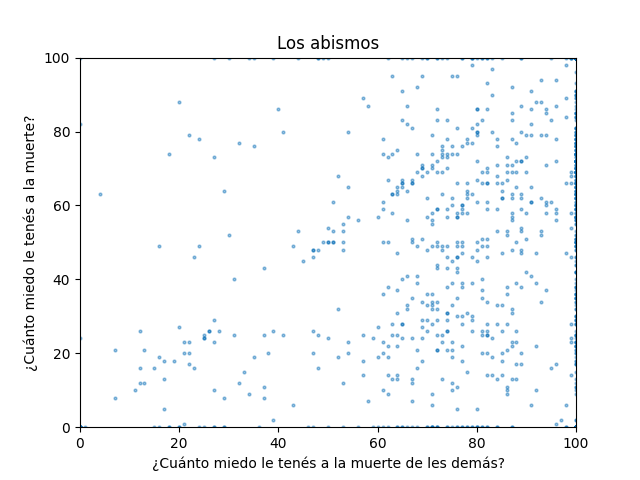 Los abismos
¿Cuánto miedo le tenés a la muerte?
100
80
60
40
20
0
0 20 40 60 80 100
¿Cuánto miedo le tenés a la muerte de les demás?